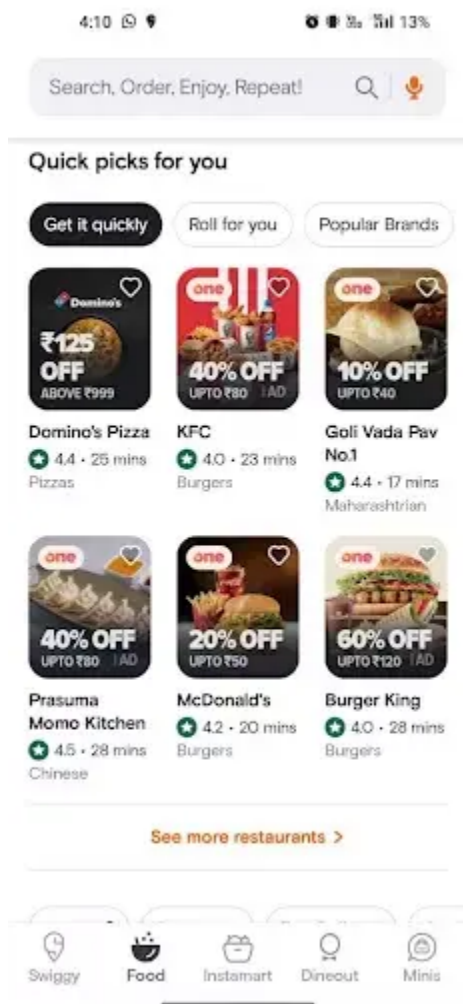 4:10
13%
Search, Order, Enjoy, Repeat!
Quick picks for you
Get it quickly
Roll for you
Popular Brands
Domino's
₹125
OFF
ABOVE ₹999
Domino's Pizza
4.4 · 25 mins
Pizzas
one
40% OFF
UPTO ₹80 AD
KFC
4.0 · 23 mins
Burgers
one
10% OFF
UPTO ₹40
Goli Vada Pav
No.1
4.4 · 17 mins
Maharashtrian
one
40% OFF
UPTO ₹80 AD
Prasuma
Momo Kitchen
4.5 · 28 mins
Chinese
one
20% OFF
UPTO ₹50
McDonald's
4.2 · 20 mins
Burgers
one
60% OFF
UPTO ₹120 AD
Burger King
4.0 · 28 mins
Burgers
See more restaurants >
Swiggy
Food
Instamart
Dineout
Minis